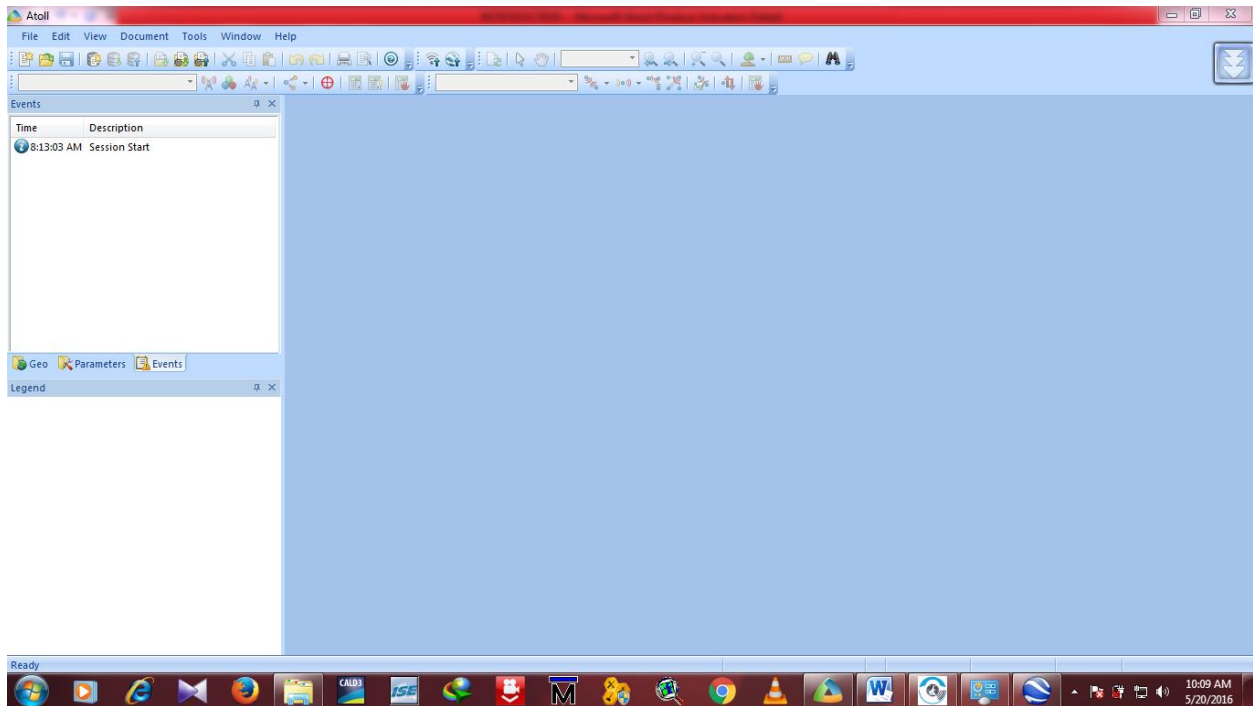 Atoll
File Edit View Document Tools Window Help
Events
Time Description
8:13:03 AM Session Start
Geo Parameters Events
Legend
Ready
CALD3
ISE
10:09 AM
5/20/2016